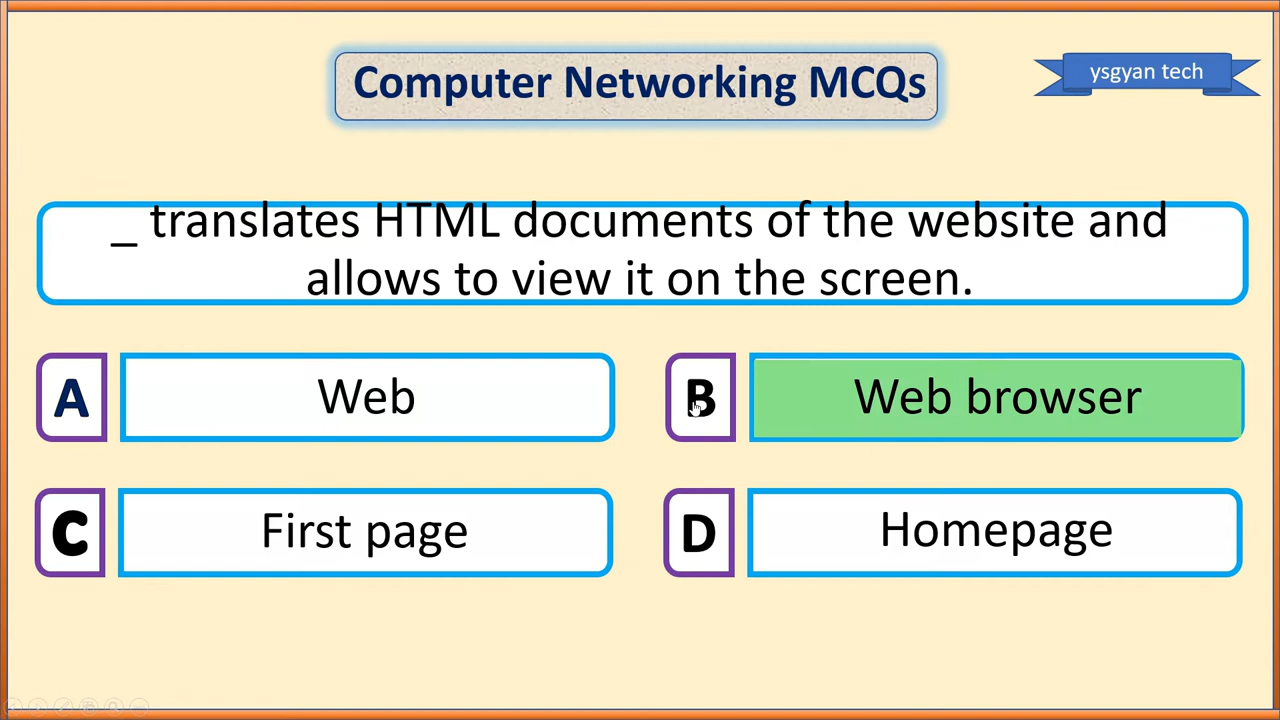 Computer Networking MCQs
ysgyan tech
_ translates HTML documents of the website and
allows to view it on the screen.
A
Web
B
Web browser
C
First page
D
Homepage